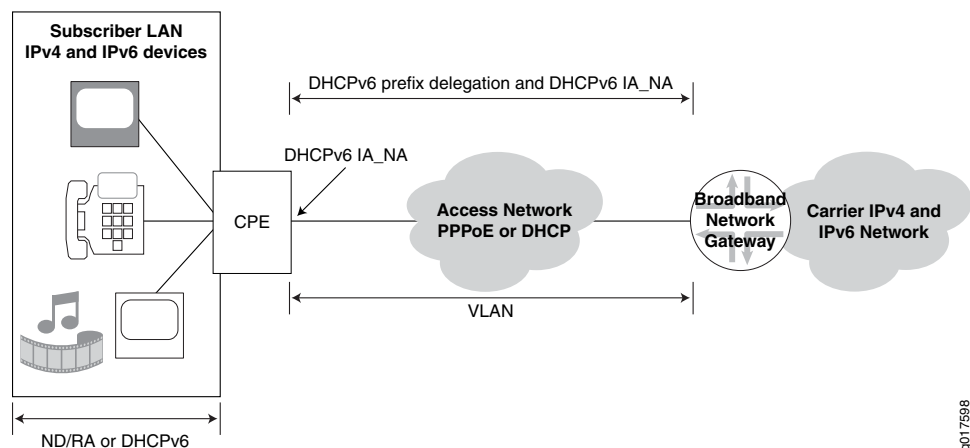 Subscriber LAN
IPv4 and IPv6 devices
DHCPv6 prefix delegation and DHCPv6 IA_NA
DHCPv6 IA_NA
CPE
Access Network
PPPoE or DHCP
Broadband
Network
Gateway
Carrier IPv4 and
IPv6 Network
VLAN
ND/RA or DHCPv6
g017598